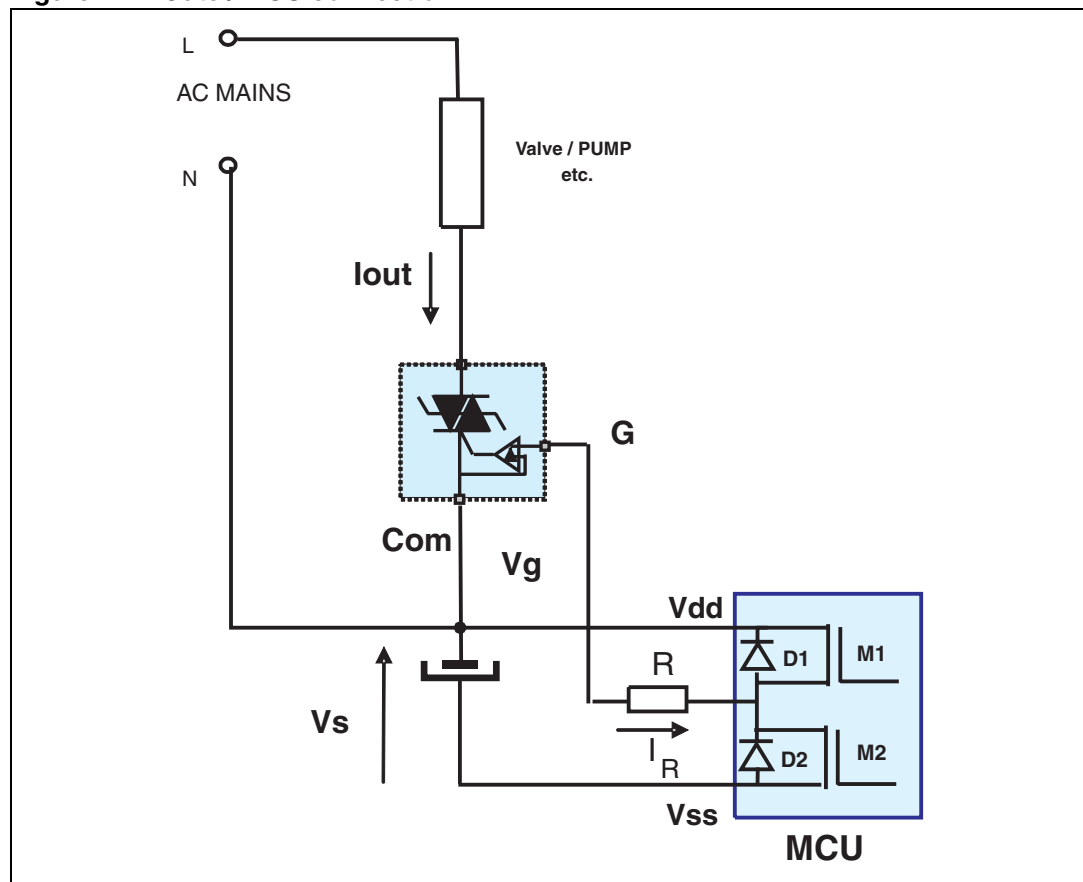 L
AC MAINS
Valve / PUMP
etc.
N
Iout
G
Com
Vg
Vdd
D1
M1
R
Vs
I R
D2
M2
Vss
MCU